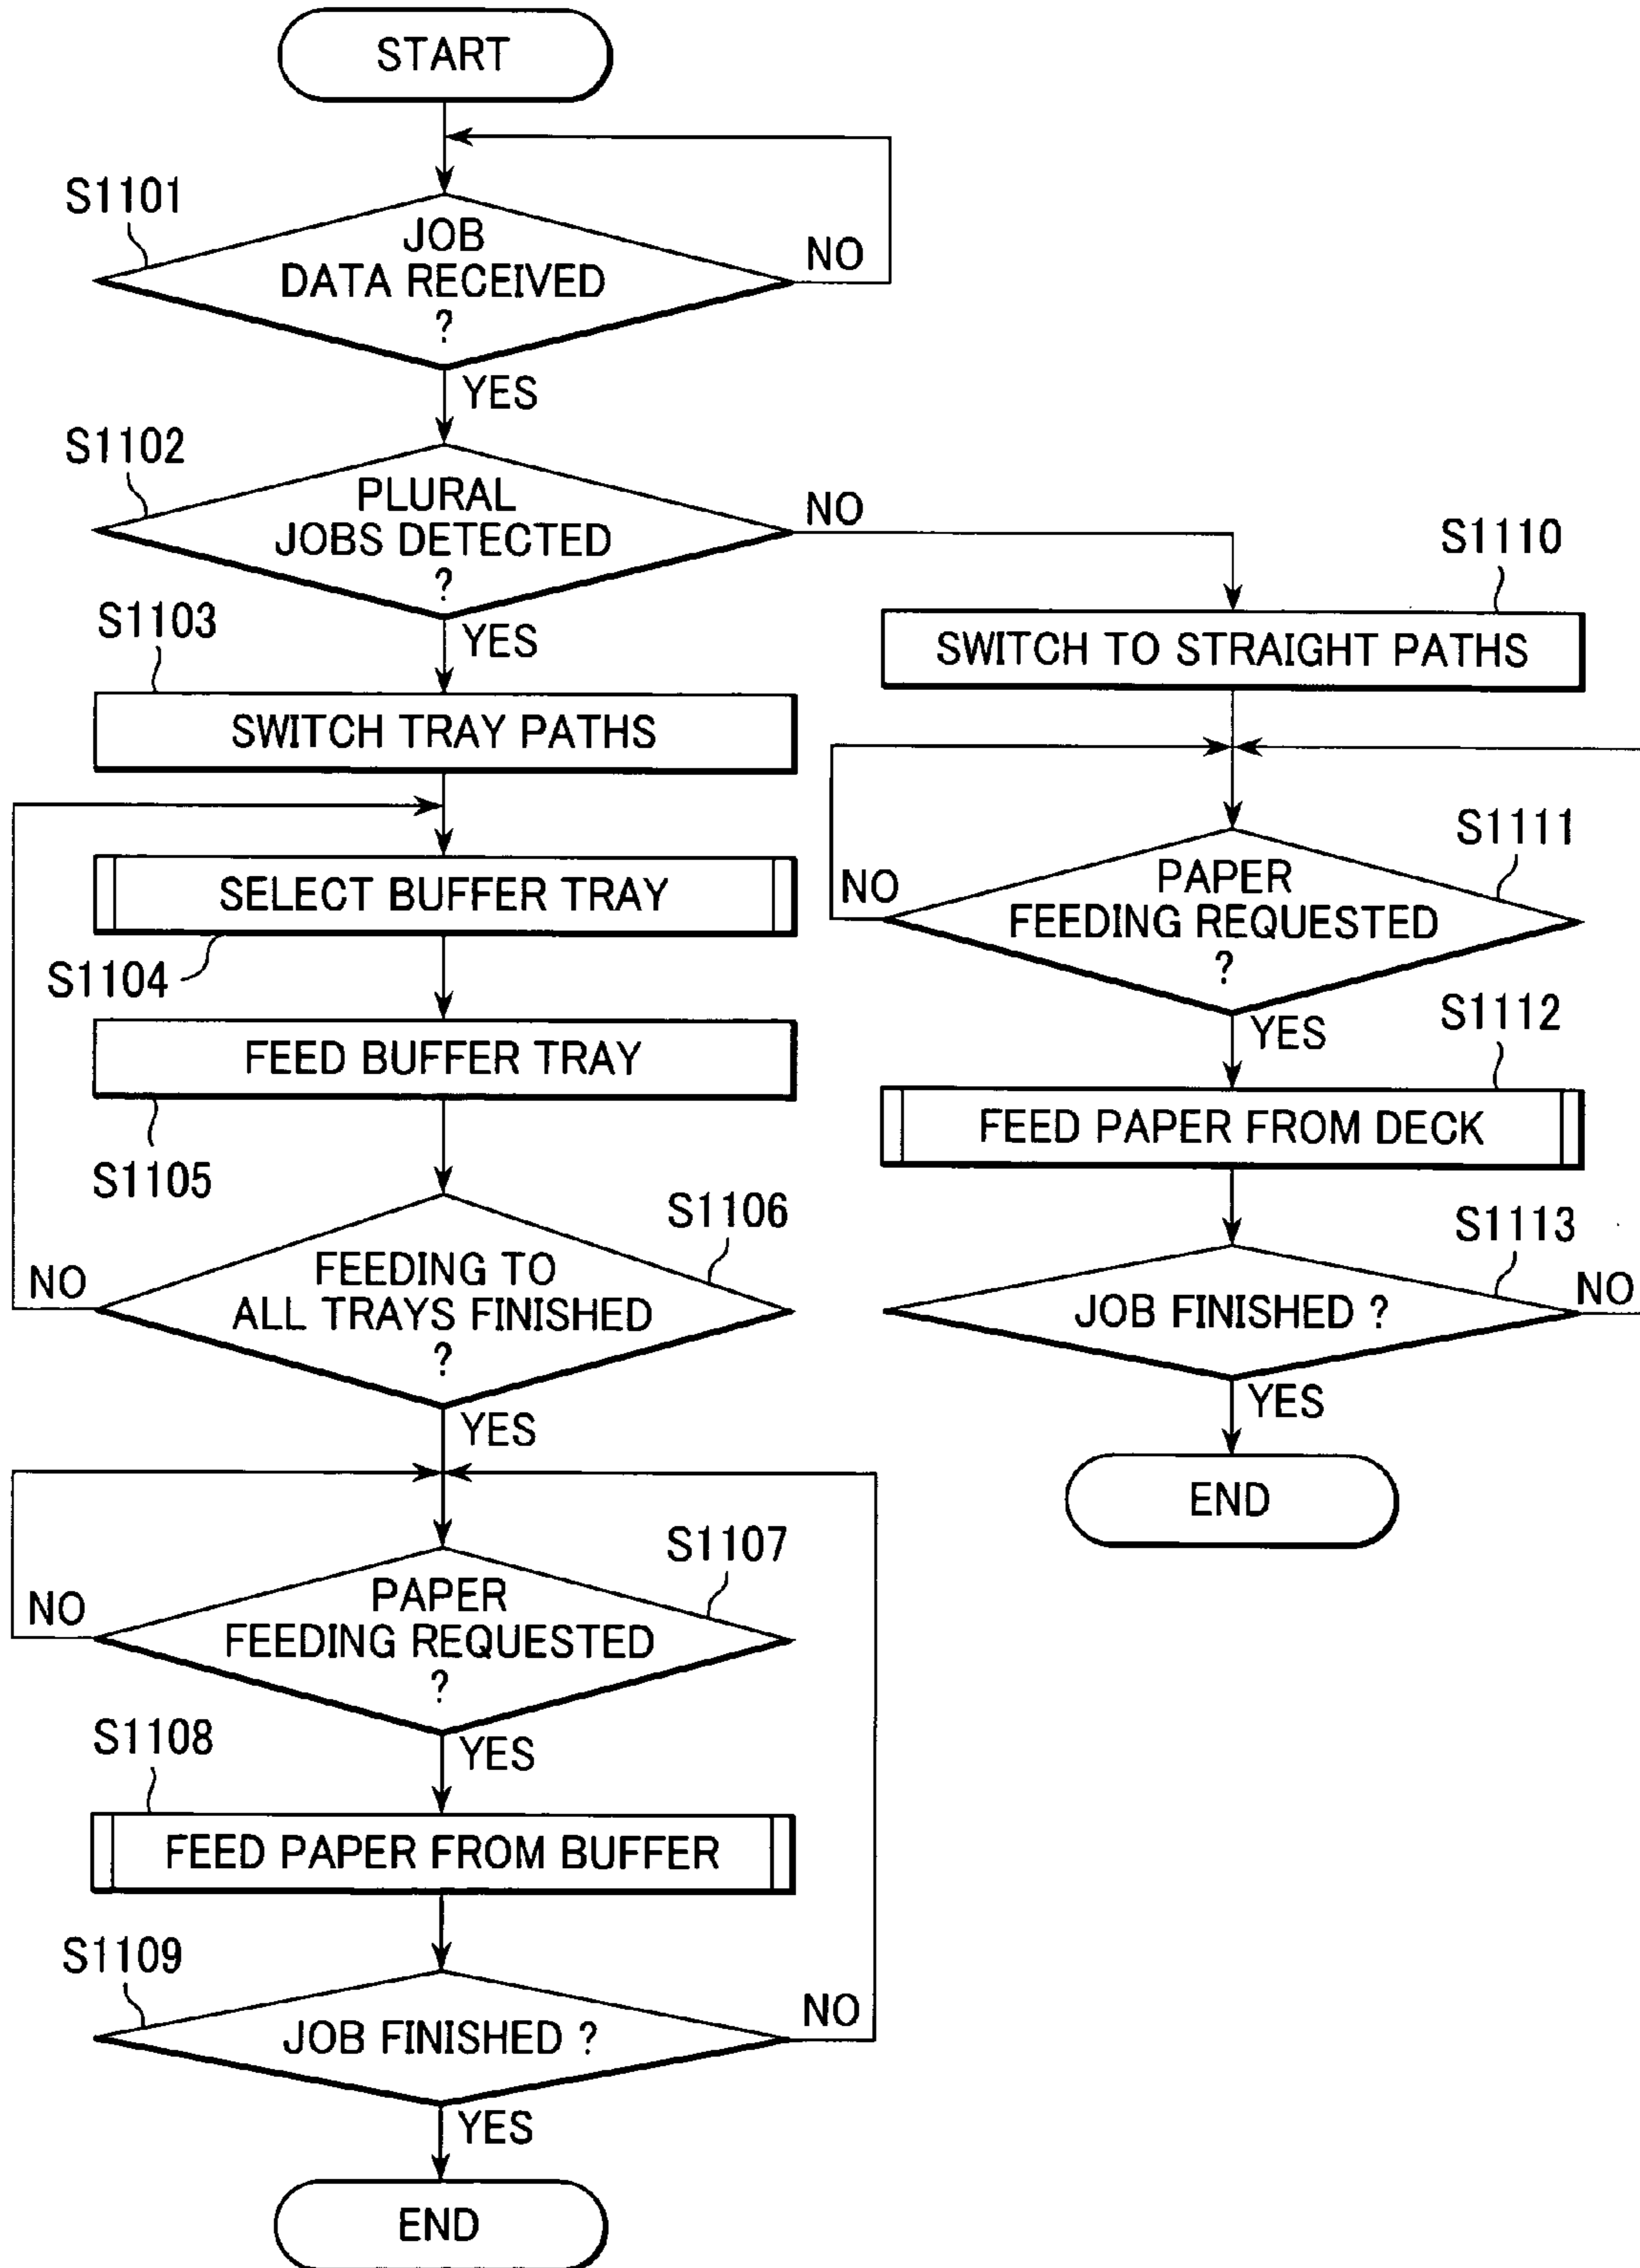 START
S1101
JOB
DATA RECEIVED
?
NO
YES
S1102
PLURAL
JOBS DETECTED
?
NO
YES
S1103
SWITCH TRAY PATHS
SELECT BUFFER TRAY
S1104
FEED BUFFER TRAY
S1105
S1106
FEEDING TO
ALL TRAYS FINISHED
?
NO
YES
S1107
PAPER
FEEDING REQUESTED
?
NO
YES
S1108
FEED PAPER FROM BUFFER
S1109
JOB FINISHED ?
NO
YES
END
S1110
SWITCH TO STRAIGHT PATHS
S1111
PAPER
FEEDING REQUESTED
?
NO
YES
S1112
FEED PAPER FROM DECK
S1113
JOB FINISHED ?
NO
YES
END